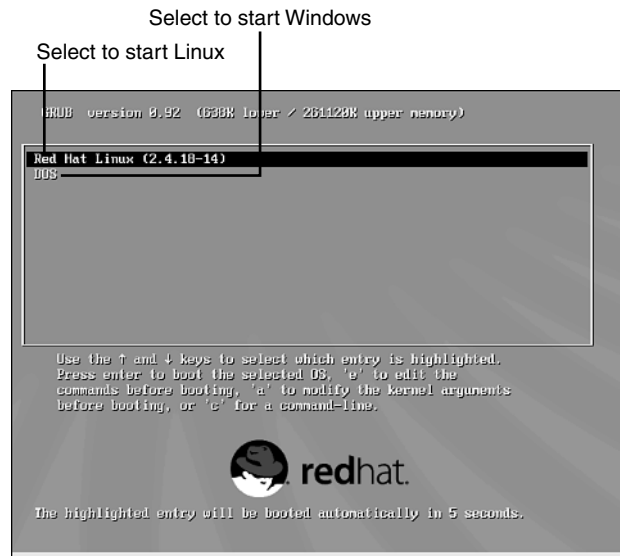 Select to start Windows
Select to start Linux
GRUB version 0.92 (638K lower / 261120K upper memory)
Red Hat Linux (2.4.18-14)
DOS
Use the ↑ and ↓ keys to select which entry is highlighted.
Press enter to boot the selected OS, 'e' to edit the
commands before booting, 'a' to modify the kernel arguments
before booting, or 'c' for a command-line.
redhat.
The highlighted entry will be booted automatically in 5 seconds.